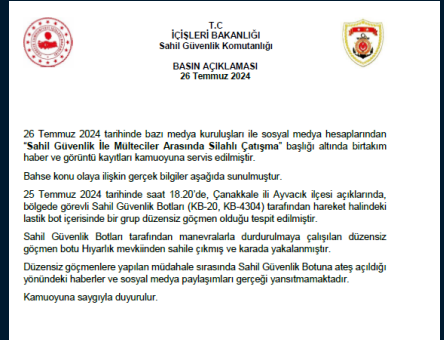 T.C
İÇİŞLERİ BAKANLIĞI
Sahil Güvenlik Komutanlığı
BASIN AÇIKLAMASI
26 Temmuz 2024
26 Temmuz 2024 tarihinde bazı medya kuruluşları ile sosyal medya hesaplarından
"Sahil Güvenlik İle Mülteciler Arasında Silahlı Çatışma" başlığı altında birtakım
haber ve görüntü kayıtları kamuoyuna servis edilmiştir.
Bahse konu olaya ilişkin gerçek bilgiler aşağıda sunulmuştur.
25 Temmuz 2024 tarihinde saat 18.20'de, Çanakkale ili Ayvacık ilçesi açıklarında,
bölgede görevli Sahil Güvenlik Botları (KB-20, KB-4304) tarafından hareket halindeki
lastik bot içerisinde bir grup düzensiz göçmen olduğu tespit edilmiştir.
Sahil Güvenlik Botları tarafından manevralarla durdurulmaya çalışılan düzensiz
göçmen botu Hıyarlık mevkiinden sahile çıkmış ve karada yakalanmıştır.
Düzensiz göçmenlere yapılan müdahale sırasında Sahil Güvenlik Botuna ateş açıldığı
yönündeki haberler ve sosyal medya paylaşımları gerçeği yansıtmamaktadır.
Kamuoyuna saygıyla duyurulur.